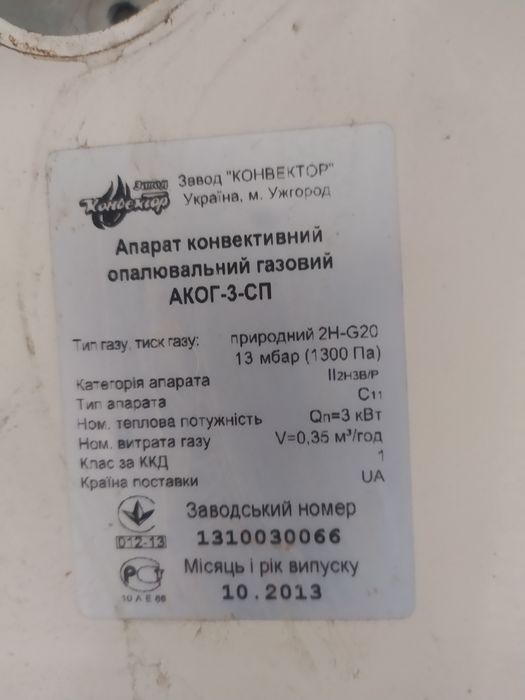 Завод
Конвектор
Завод "КОНВЕКТОР"
Україна, м. Ужгород
Апарат конвективний
опалювальний газовий
АКОГ-3-СП
Тип газу, тиск газу: природний 2Н-G20
13 мбар (1300 Па)
Категорія апарата II2H3B/P
Тип апарата C11
Ном. теплова потужність Qn=3 кВт
Ном. витрата газу V=0,35 м³/год
Клас за ККД 1
Країна поставки UA
Заводський номер
012-13
1310030066
Місяць і рік випуску
10.2013